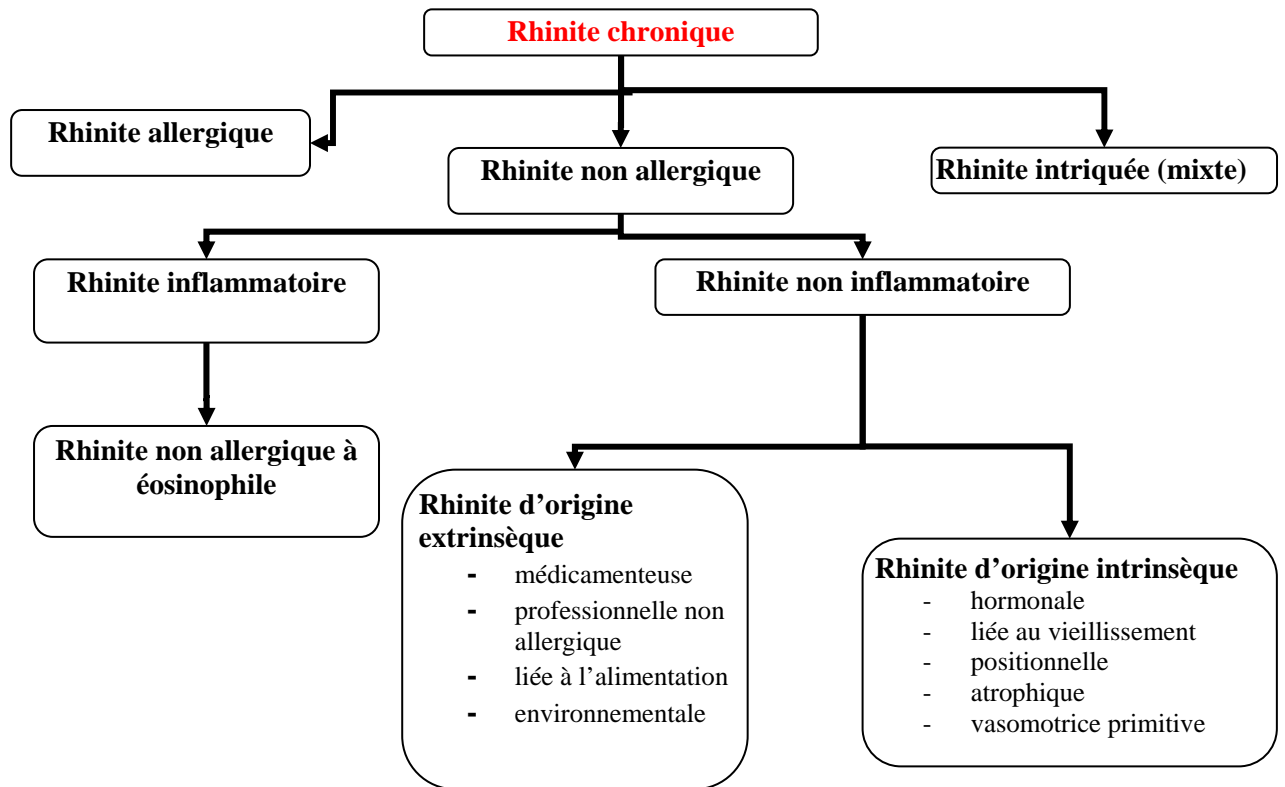 Rhinite chronique
Rhinite allergique
Rhinite non allergique
Rhinite intriquée (mixte)
Rhinite inflammatoire
Rhinite non inflammatoire
Rhinite non allergique à
éosinophile
Rhinite d’origine
extrinsèque
- médicamenteuse
- professionnelle non
allergique
- liée à l’alimentation
- environnementale
Rhinite d’origine intrinsèque
- hormonale
- liée au vieillissement
- positionnelle
- atrophique
- vasomotrice primitive